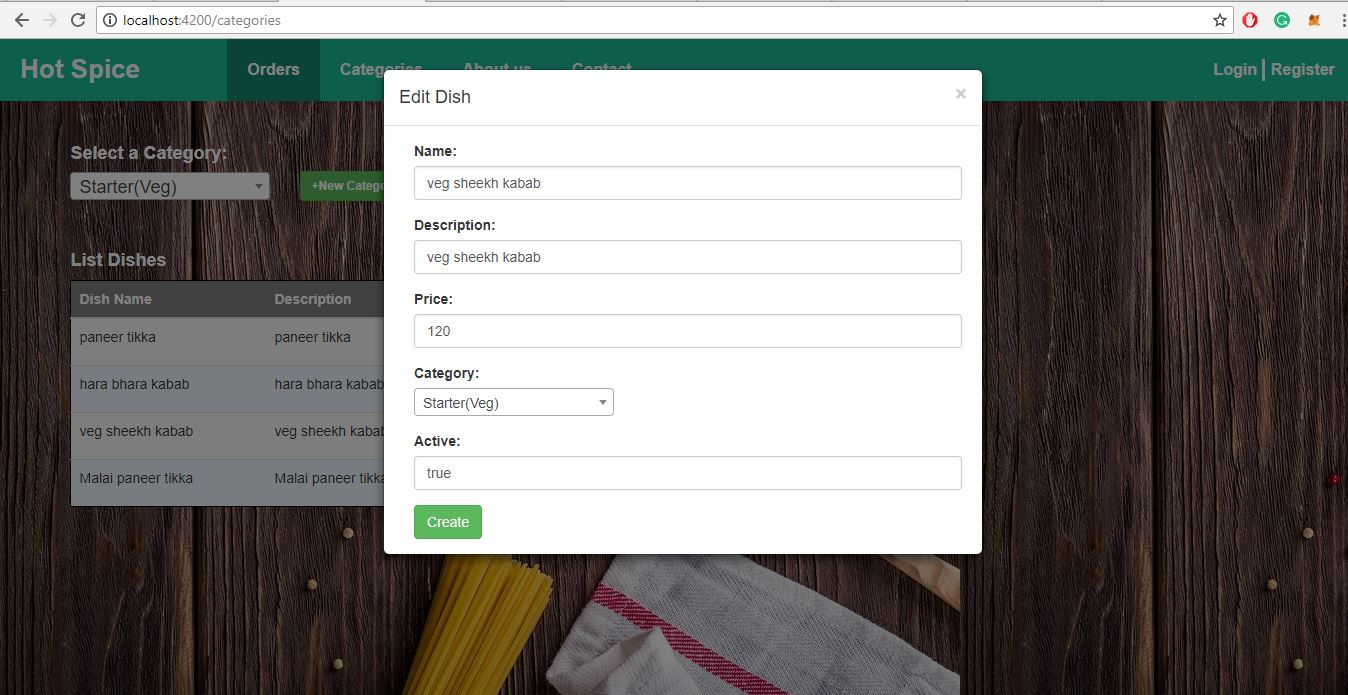 localhost:4200/categories
Hot Spice
Orders
Categories
About us
Contact
Login | Register
Edit Dish
×
Select a Category:
Starter(Veg)
+New Catego
List Dishes
Dish Name Description
paneer tikka paneer tikka
hara bhara kabab hara bhara kabab
veg sheekh kabab veg sheekh kabab
Malai paneer tikka Malai paneer tikka
Name:
veg sheekh kabab
Description:
veg sheekh kabab
Price:
120
Category:
Starter(Veg)
Active:
true
Create